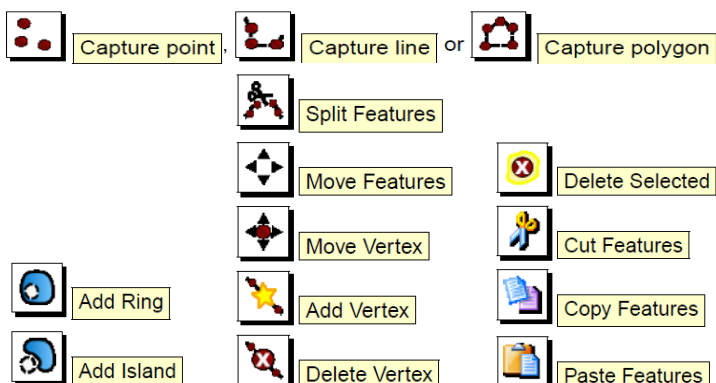 Capture point, Capture line or Capture polygon
Split Features
Move Features Delete Selected
Move Vertex Cut Features
Add Ring Add Vertex Copy Features
Add Island Delete Vertex Paste Features